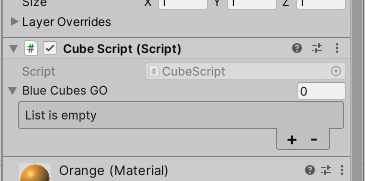 Size X 1 Y 1 Z 1
Layer Overrides
# Cube Script (Script)
Script # CubeScript
Blue Cubes GO 0
List is empty
+ -
Orange (Material)